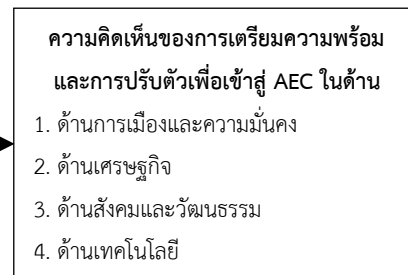 ความคิดเห็นของการเตรียมความพร้อม
และการปรับตัวเพื่อเข้าสู่ AEC ในด้าน
1. ด้านการเมืองและความมั่นคง
2. ด้านเศรษฐกิจ
3. ด้านสังคมและวัฒนธรรม
4. ด้านเทคโนโลยี